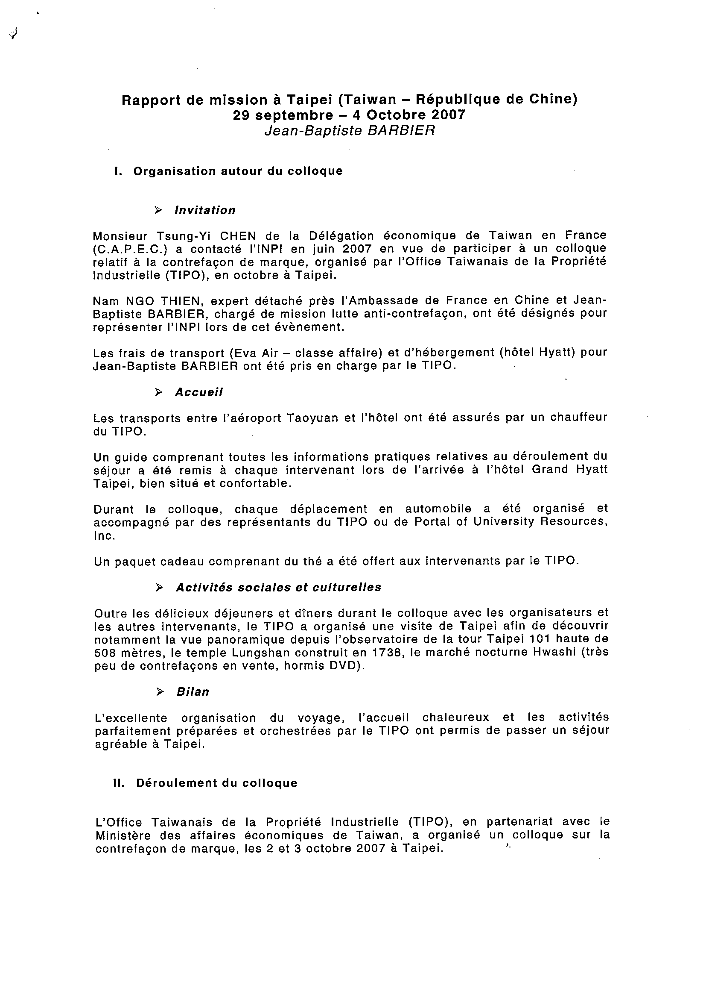 Rapport de mission à Taipei (Taiwan – République de Chine)
29 septembre – 4 Octobre 2007
Jean-Baptiste BARBIER
I. Organisation autour du colloque
➢ Invitation
Monsieur Tsung-Yi CHEN de la Délégation économique de Taiwan en France
(C.A.P.E.C.) a contacté l'INPI en juin 2007 en vue de participer à un colloque
relatif à la contrefaçon de marque, organisé par l'Office Taiwanais de la Propriété
Industrielle (TIPO), en octobre à Taipei.
Nam NGO THIEN, expert détaché près l'Ambassade de France en Chine et Jean-
Baptiste BARBIER, chargé de mission lutte anti-contrefaçon, ont été désignés pour
représenter l'INPI lors de cet évènement.
Les frais de transport (Eva Air – classe affaire) et d'hébergement (hôtel Hyatt) pour
Jean-Baptiste BARBIER ont été pris en charge par le TIPO.
➢ Accueil
Les transports entre l'aéroport Taoyuan et l'hôtel ont été assurés par un chauffeur
du TIPO.
Un guide comprenant toutes les informations pratiques relatives au déroulement du
séjour a été remis à chaque intervenant lors de l'arrivée à l'hôtel Grand Hyatt
Taipei, bien situé et confortable.
Durant le colloque, chaque déplacement en automobile a été organisé et
accompagné par des représentants du TIPO ou de Portal of University Resources,
Inc.
Un paquet cadeau comprenant du thé a été offert aux intervenants par le TIPO.
➢ Activités sociales et culturelles
Outre les délicieux déjeuners et dîners durant le colloque avec les organisateurs et
les autres intervenants, le TIPO a organisé une visite de Taipei afin de découvrir
notamment la vue panoramique depuis l'observatoire de la tour Taipei 101 haute de
508 mètres, le temple Lungshan construit en 1738, le marché nocturne Hwashi (très
peu de contrefaçons en vente, hormis DVD).
➢ Bilan
L'excellente organisation du voyage, l'accueil chaleureux et les activités
parfaitement préparées et orchestrées par le TIPO ont permis de passer un séjour
agréable à Taipei.
II. Déroulement du colloque
L'Office Taiwanais de la Propriété Industrielle (TIPO), en partenariat avec le
Ministère des affaires économiques de Taiwan, a organisé un colloque sur la
contrefaçon de marque, les 2 et 3 octobre 2007 à Taipei.